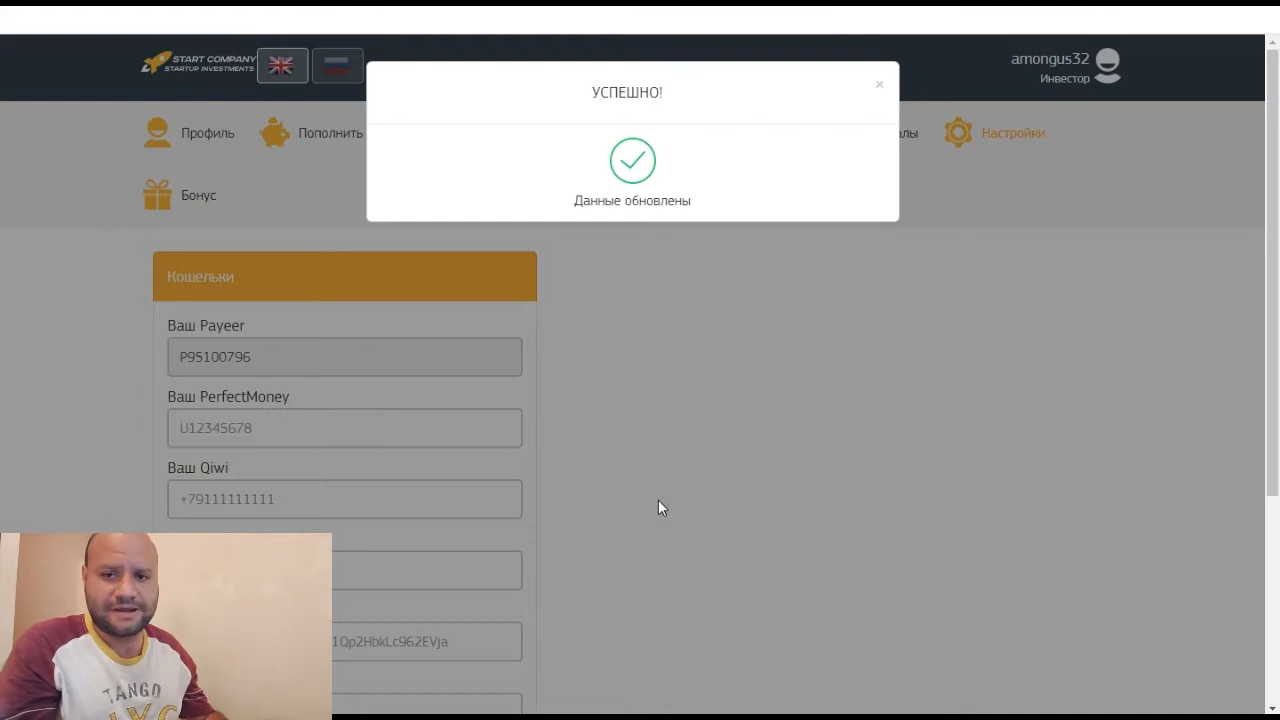 START COMPANY
STARTUP INVESTMENTS
amongus32
Инвестор
УСПЕШНО!
×
Данные обновлены
Профиль
Пополнить
алы
Настройки
Бонус
Кошельки
Ваш Payeer
P95100796
Ваш PerfectMoney
U12345678
Ваш Qiwi
+79111111111
1Qp2HbkLc962EVja
TANGO